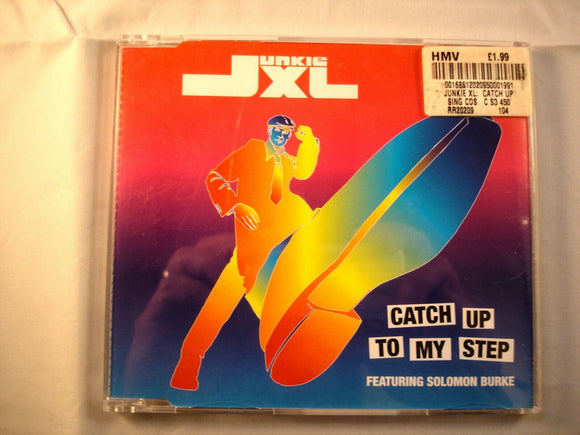 JUNKIE
JXL
HMV £1.99
00168612020950001991
JUNKIE XL: CATCH UP
SING CDS C S3 450
RR20209 104
CATCH UP
TO MY STEP
FEATURING SOLOMON BURKE